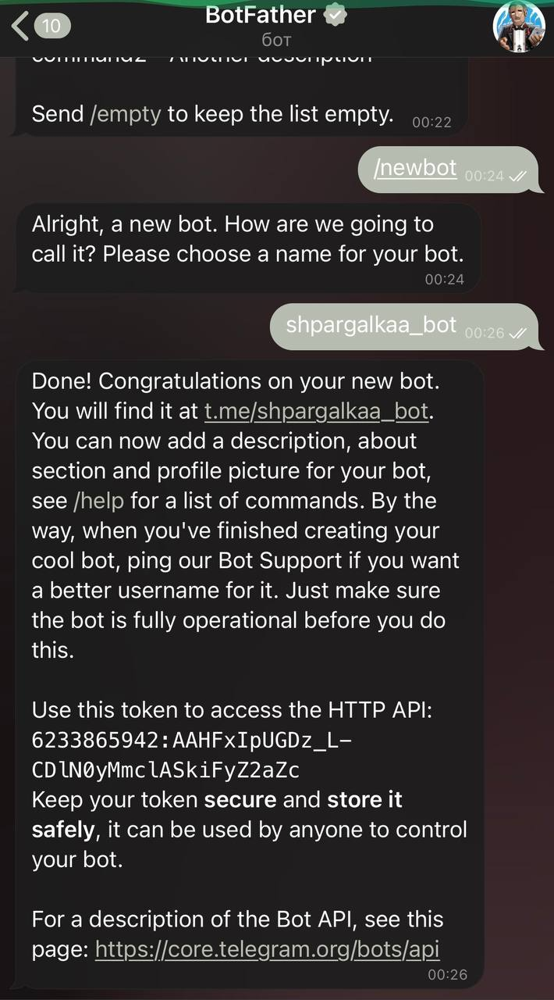 10
BotFather
бот
command2 - Another description
Send /empty to keep the list empty. 00:22
/newbot 00:24
Alright, a new bot. How are we going to
call it? Please choose a name for your bot.
00:24
shpargalkaa_bot 00:26
Done! Congratulations on your new bot.
You will find it at t.me/shpargalkaa_bot.
You can now add a description, about
section and profile picture for your bot,
see /help for a list of commands. By the
way, when you've finished creating your
cool bot, ping our Bot Support if you want
a better username for it. Just make sure
the bot is fully operational before you do
this.
Use this token to access the HTTP API:
6233865942:AAHFxIpUGDz_L-
CDlN0yMmclASkiFyZ2aZc
Keep your token secure and store it
safely, it can be used by anyone to control
your bot.
For a description of the Bot API, see this
page: https://core.telegram.org/bots/api
00:26